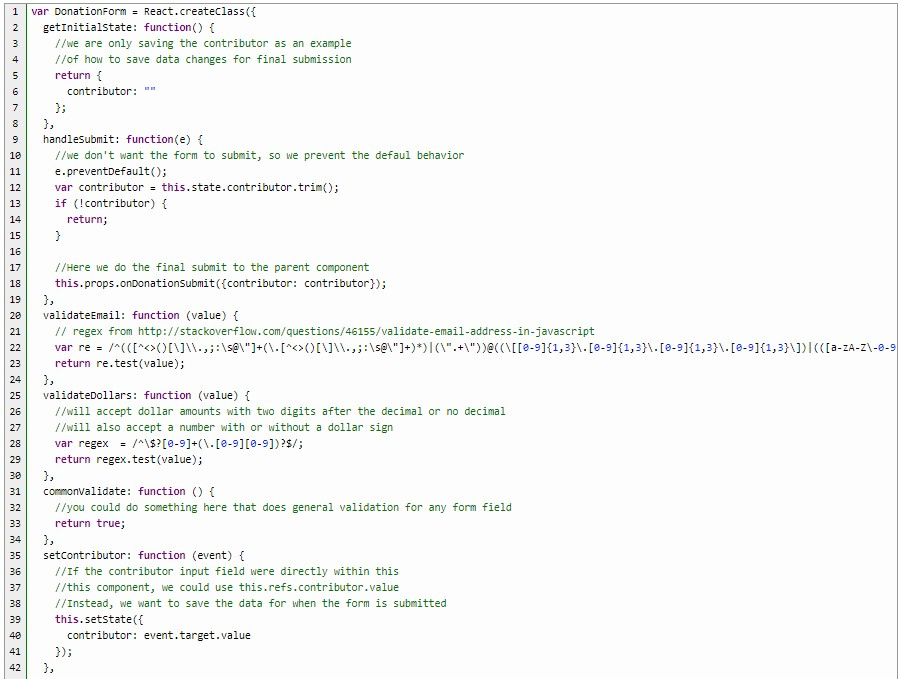 1 var DonationForm = React.createClass({
2 getInitialState: function() {
3 //we are only saving the contributor as an example
4 //of how to save data changes for final submission
5 return {
6 contributor: ""
7 };
8 },
9 handleSubmit: function(e) {
10 //we don't want the form to submit, so we prevent the defaul behavior
11 e.preventDefault();
12 var contributor = this.state.contributor.trim();
13 if (!contributor) {
14 return;
15 }
16
17 //Here we do the final submit to the parent component
18 this.props.onDonationSubmit({contributor: contributor});
19 },
20 validateEmail: function (value) {
21 // regex from http://stackoverflow.com/questions/46155/validate-email-address-in-javascript
22 var re = /^(([^<>()[\]\\.,;:\s@\"]+(\.[^<>()[\]\\.,;:\s@\"]+)*)|(\".+\"))@((\[[0-9]{1,3}\.[0-9]{1,3}\.[0-9]{1,3}\.[0-9]{1,3}\])|(([a-zA-Z\-0-9
23 return re.test(value);
24 },
25 validateDollars: function (value) {
26 //will accept dollar amounts with two digits after the decimal or no decimal
27 //will also accept a number with or without a dollar sign
28 var regex  = /^\$?[0-9]+(\.[0-9][0-9])?$/;
29 return regex.test(value);
30 },
31 commonValidate: function () {
32 //you could do something here that does general validation for any form field
33 return true;
34 },
35 setContributor: function (event) {
36 //If the contributor input field were directly within this
37 //this component, we could use this.refs.contributor.value
38 //Instead, we want to save the data for when the form is submitted
39 this.setState({
40 contributor: event.target.value
41 });
42 },